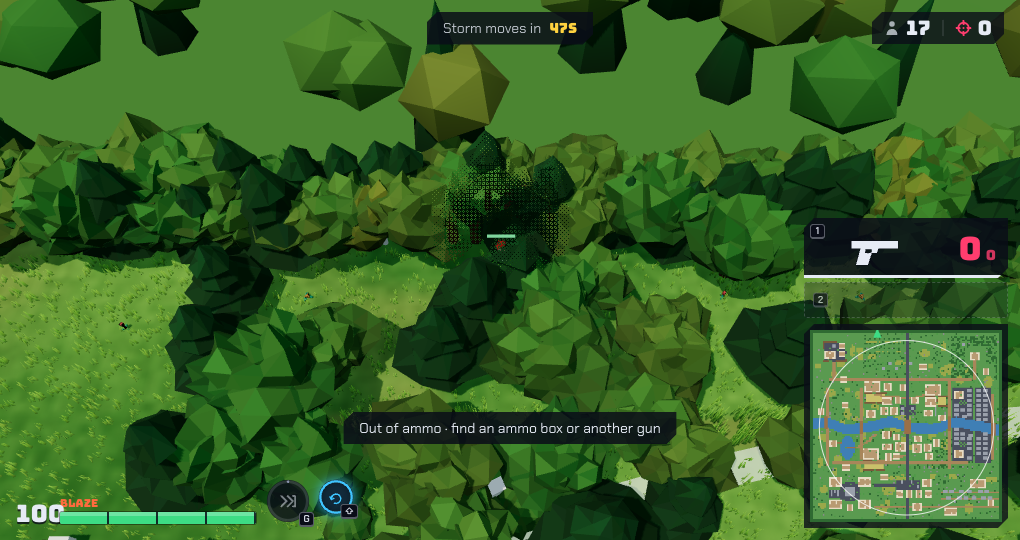 Storm moves in 47S
17 0
1
0 0
2
Out of ammo · find an ammo box or another gun
BLAZE
100
G